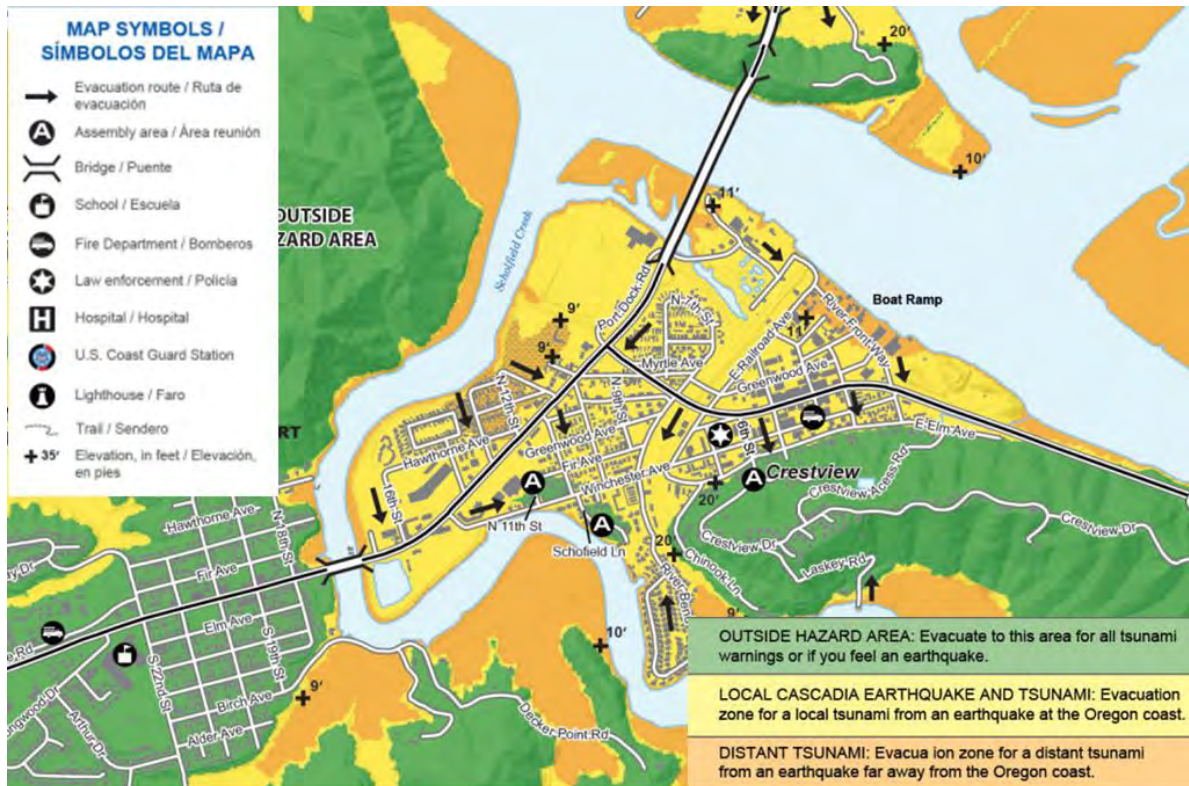 MAP SYMBOLS /
SÍMBOLOS DEL MAPA
Evacuation route / Ruta de
evacuación
A
Assembly area / Área reunión
Bridge / Puente
School / Escuela
Fire Department / Bomberos
Law enforcement / Policía
H
Hospital / Hospital
U.S. Coast Guard Station
Lighthouse / Faro
Trail / Sendero
35'
Elevation, in feet / Elevación,
en pies
OUTSIDE
ZARD AREA
Scholfield Creek
20'
10'
11'
Port Dock Rd
N 7th St
Boat Ramp
River Front Way
11'
E Railroad Ave
Greenwood Ave
Myrtle Ave
9'
9'
N 12th St
N 9th St
Hawthorne Ave
Greenwood Ave
Fir Ave
Winchester Ave
6th St
E Elm Ave
A
Crestview
Crestview Acess Rd
Crestview Dr
Crestview Dr
Laskey Rd
Chinook Ln
20'
20'
A
A
N 11th St
Schofield Ln
16th St
River Bend
9'
10'
RT
Hawthorne Ave
N 18th St
Fir Ave
Elm Ave
S 19th St
S 22nd St
Birch Ave
Alder Ave
Arthur Dr
ongwood Dr
e Rd
9'
Decker Point Rd
OUTSIDE HAZARD AREA: Evacuate to this area for all tsunami
warnings or if you feel an earthquake.
LOCAL CASCADIA EARTHQUAKE AND TSUNAMI: Evacuation
zone for a local tsunami from an earthquake at the Oregon coast.
DISTANT TSUNAMI: Evacua ion zone for a distant tsunami
from an earthquake far away from the Oregon coast.